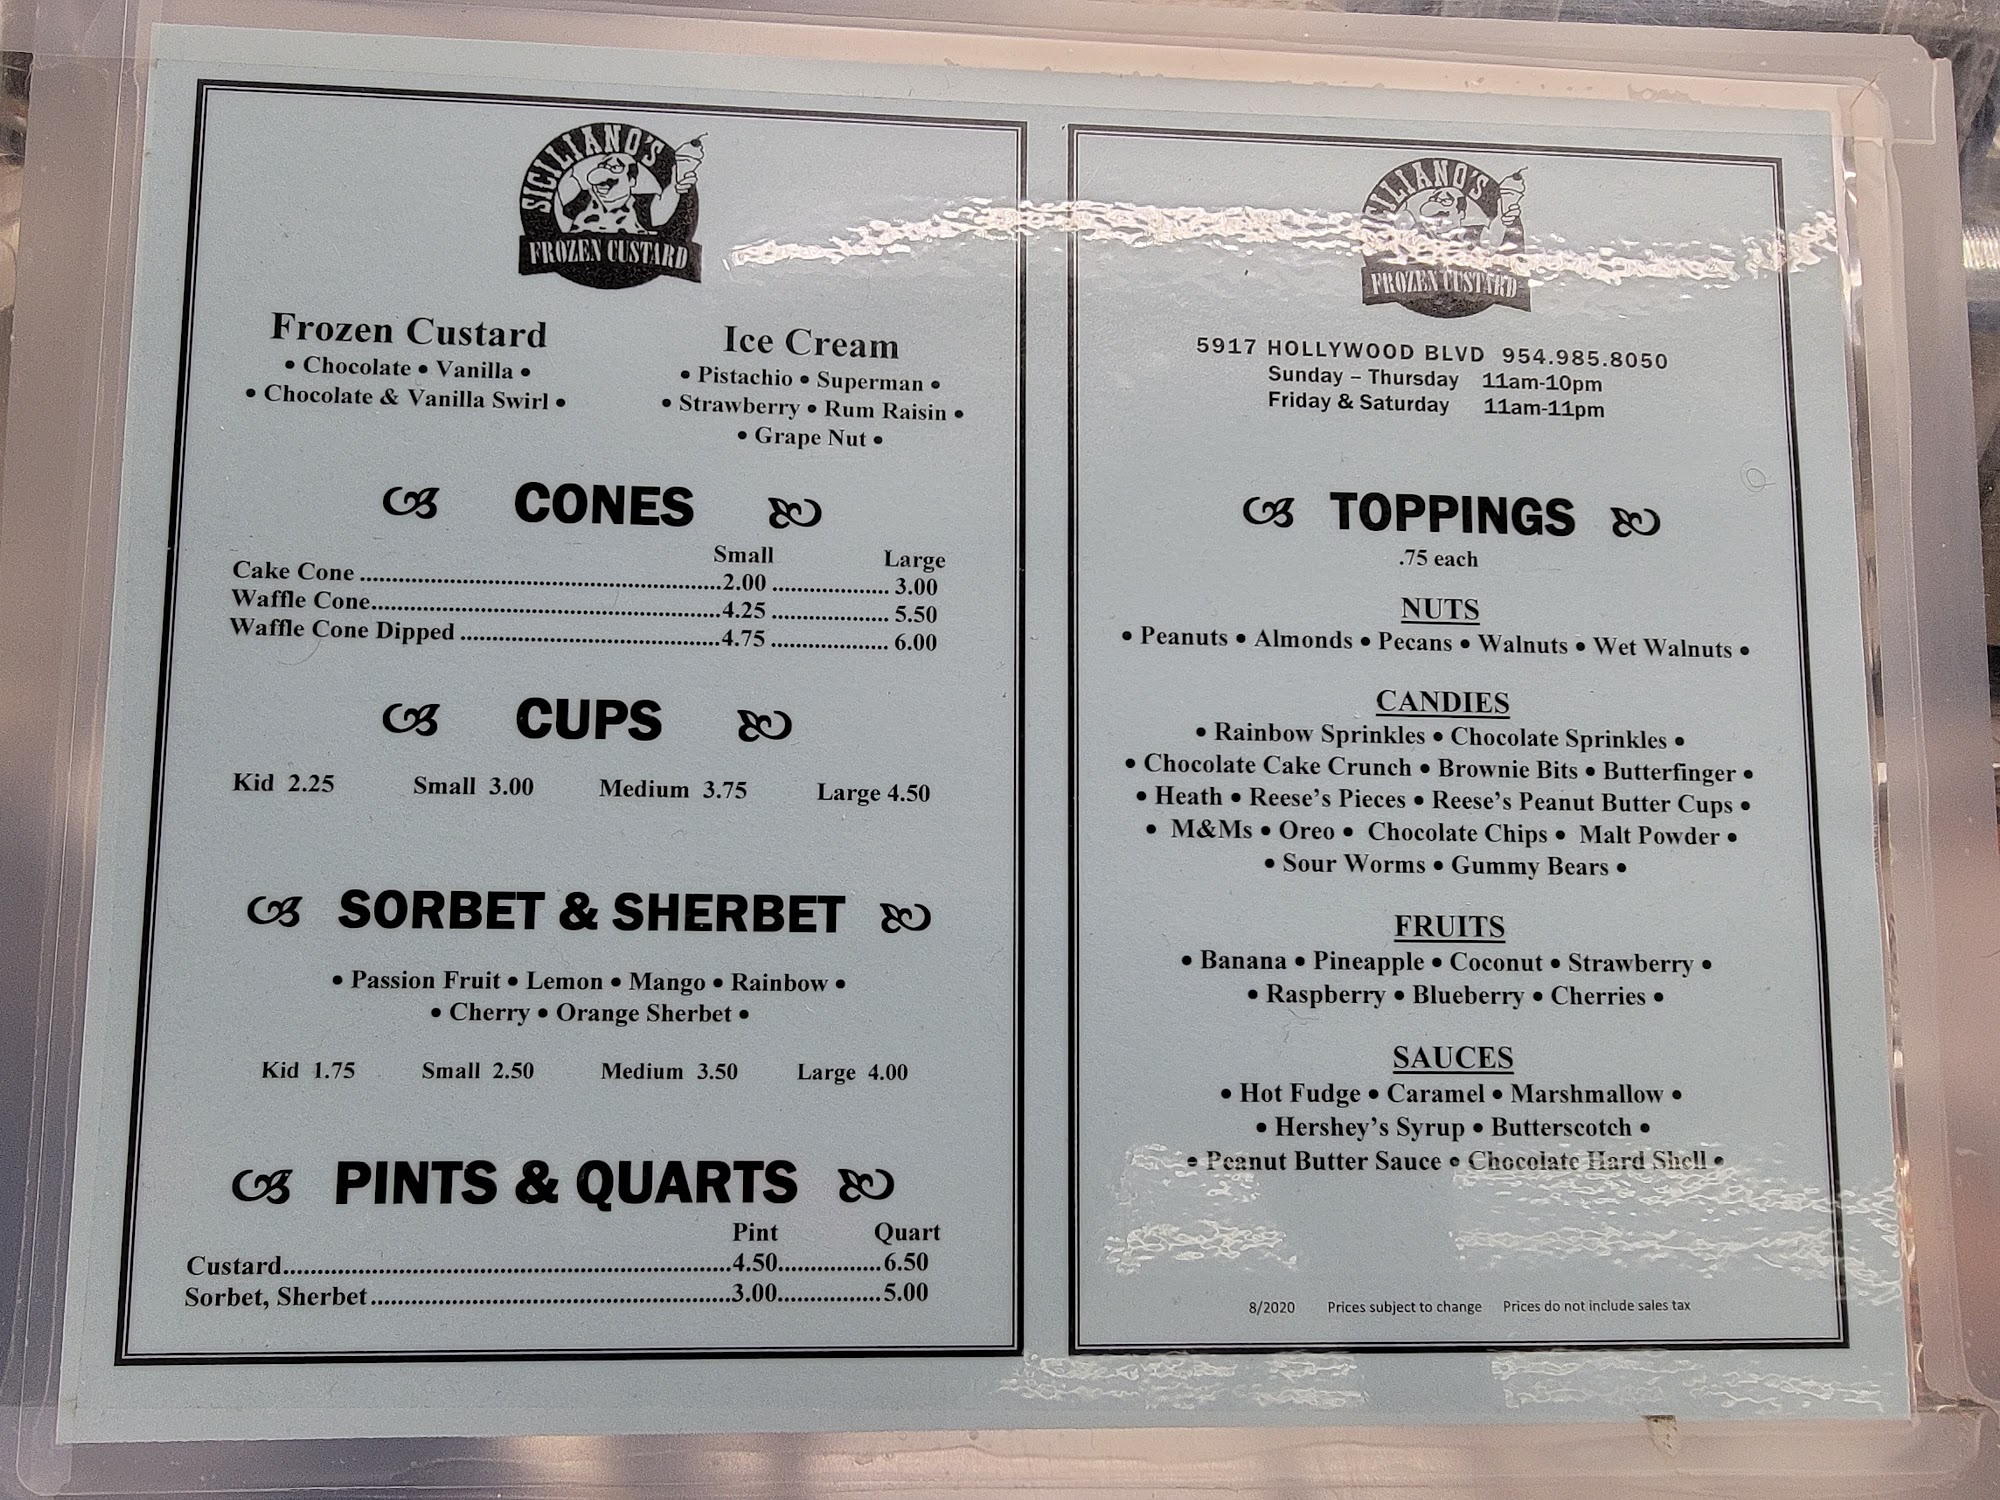 SICILIANO'S
FROZEN CUSTARD
Frozen Custard
• Chocolate • Vanilla •
• Chocolate & Vanilla Swirl •
Ice Cream
• Pistachio • Superman •
• Strawberry • Rum Raisin •
• Grape Nut •
CONES
Small Large
Cake Cone ........ 2.00 ........ 3.00
Waffle Cone ........ 4.25 ........ 5.50
Waffle Cone Dipped ........ 4.75 ........ 6.00
CUPS
Kid 2.25 Small 3.00 Medium 3.75 Large 4.50
SORBET & SHERBET
• Passion Fruit • Lemon • Mango • Rainbow •
• Cherry • Orange Sherbet •
Kid 1.75 Small 2.50 Medium 3.50 Large 4.00
PINTS & QUARTS
Pint Quart
Custard ........ 4.50 ........ 6.50
Sorbet, Sherbet ........ 3.00 ........ 5.00
FROZEN CUSTARD
5917 HOLLYWOOD BLVD 954.985.8050
Sunday – Thursday 11am-10pm
Friday & Saturday 11am-11pm
TOPPINGS
.75 each
NUTS
• Peanuts • Almonds • Pecans • Walnuts • Wet Walnuts •
CANDIES
• Rainbow Sprinkles • Chocolate Sprinkles •
• Chocolate Cake Crunch • Brownie Bits • Butterfinger •
• Heath • Reese's Pieces • Reese's Peanut Butter Cups •
• M&Ms • Oreo • Chocolate Chips • Malt Powder •
• Sour Worms • Gummy Bears •
FRUITS
• Banana • Pineapple • Coconut • Strawberry •
• Raspberry • Blueberry • Cherries •
SAUCES
• Hot Fudge • Caramel • Marshmallow •
• Hershey's Syrup • Butterscotch •
• Peanut Butter Sauce • Chocolate Hard Shell •
8/2020 Prices subject to change Prices do not include sales tax